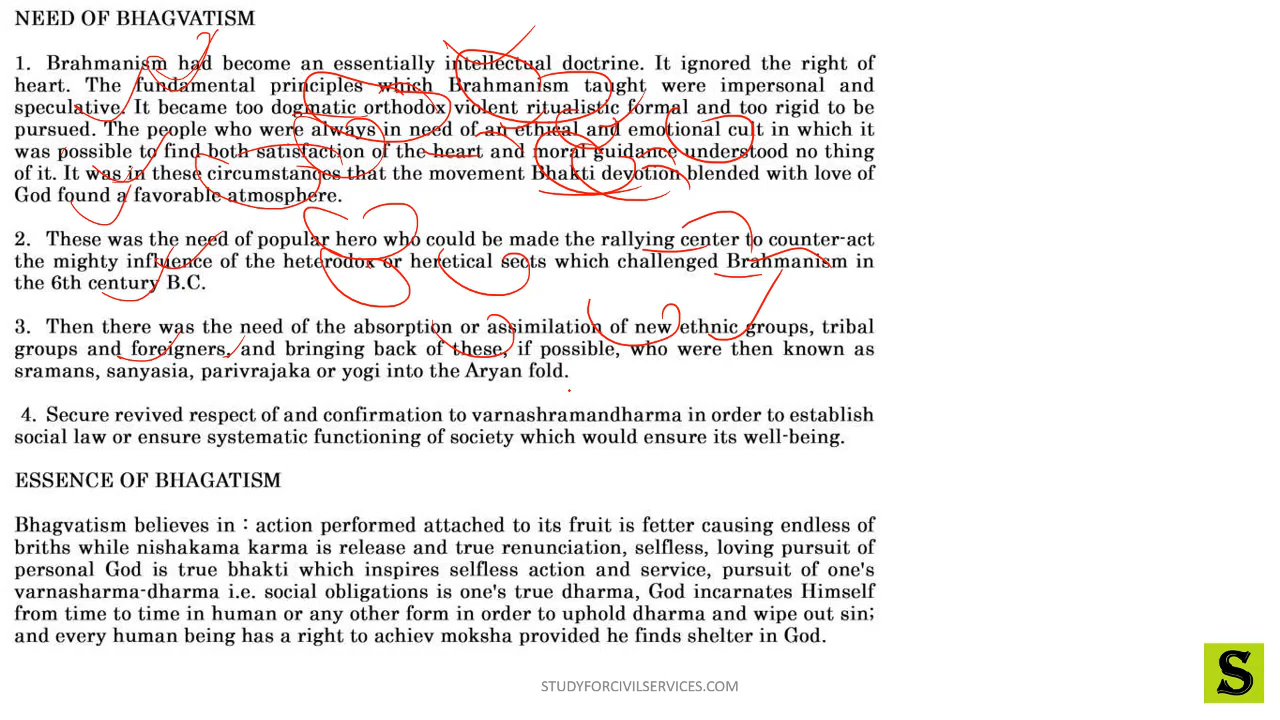 NEED OF BHAGVATISM
1. Brahmanism had become an essentially intellectual doctrine. It ignored the right of
heart. The fundamental principles which Brahmanism taught were impersonal and
speculative. It became too dogmatic orthodox violent ritualistic formal and too rigid to be
pursued. The people who were always in need of an ethical and emotional cult in which it
was possible to find both satisfaction of the heart and moral guidance understood no thing
of it. It was in these circumstances that the movement Bhakti devotion blended with love of
God found a favorable atmosphere.
2. These was the need of popular hero who could be made the rallying center to counter-act
the mighty influence of the heterodox or heretical sects which challenged Brahmanism in
the 6th century B.C.
3. Then there was the need of the absorption or assimilation of new ethnic groups, tribal
groups and foreigners, and bringing back of these, if possible, who were then known as
sramans, sanyasia, parivrajaka or yogi into the Aryan fold.
4. Secure revived respect of and confirmation to varnashramandharma in order to establish
social law or ensure systematic functioning of society which would ensure its well-being.
ESSENCE OF BHAGATISM
Bhagvatism believes in : action performed attached to its fruit is fetter causing endless of
briths while nishakama karma is release and true renunciation, selfless, loving pursuit of
personal God is true bhakti which inspires selfless action and service, pursuit of one's
varnasharma-dharma i.e. social obligations is one's true dharma, God incarnates Himself
from time to time in human or any other form in order to uphold dharma and wipe out sin;
and every human being has a right to achiev moksha provided he finds shelter in God.
STUDYFORCIVILSERVICES.COM
S